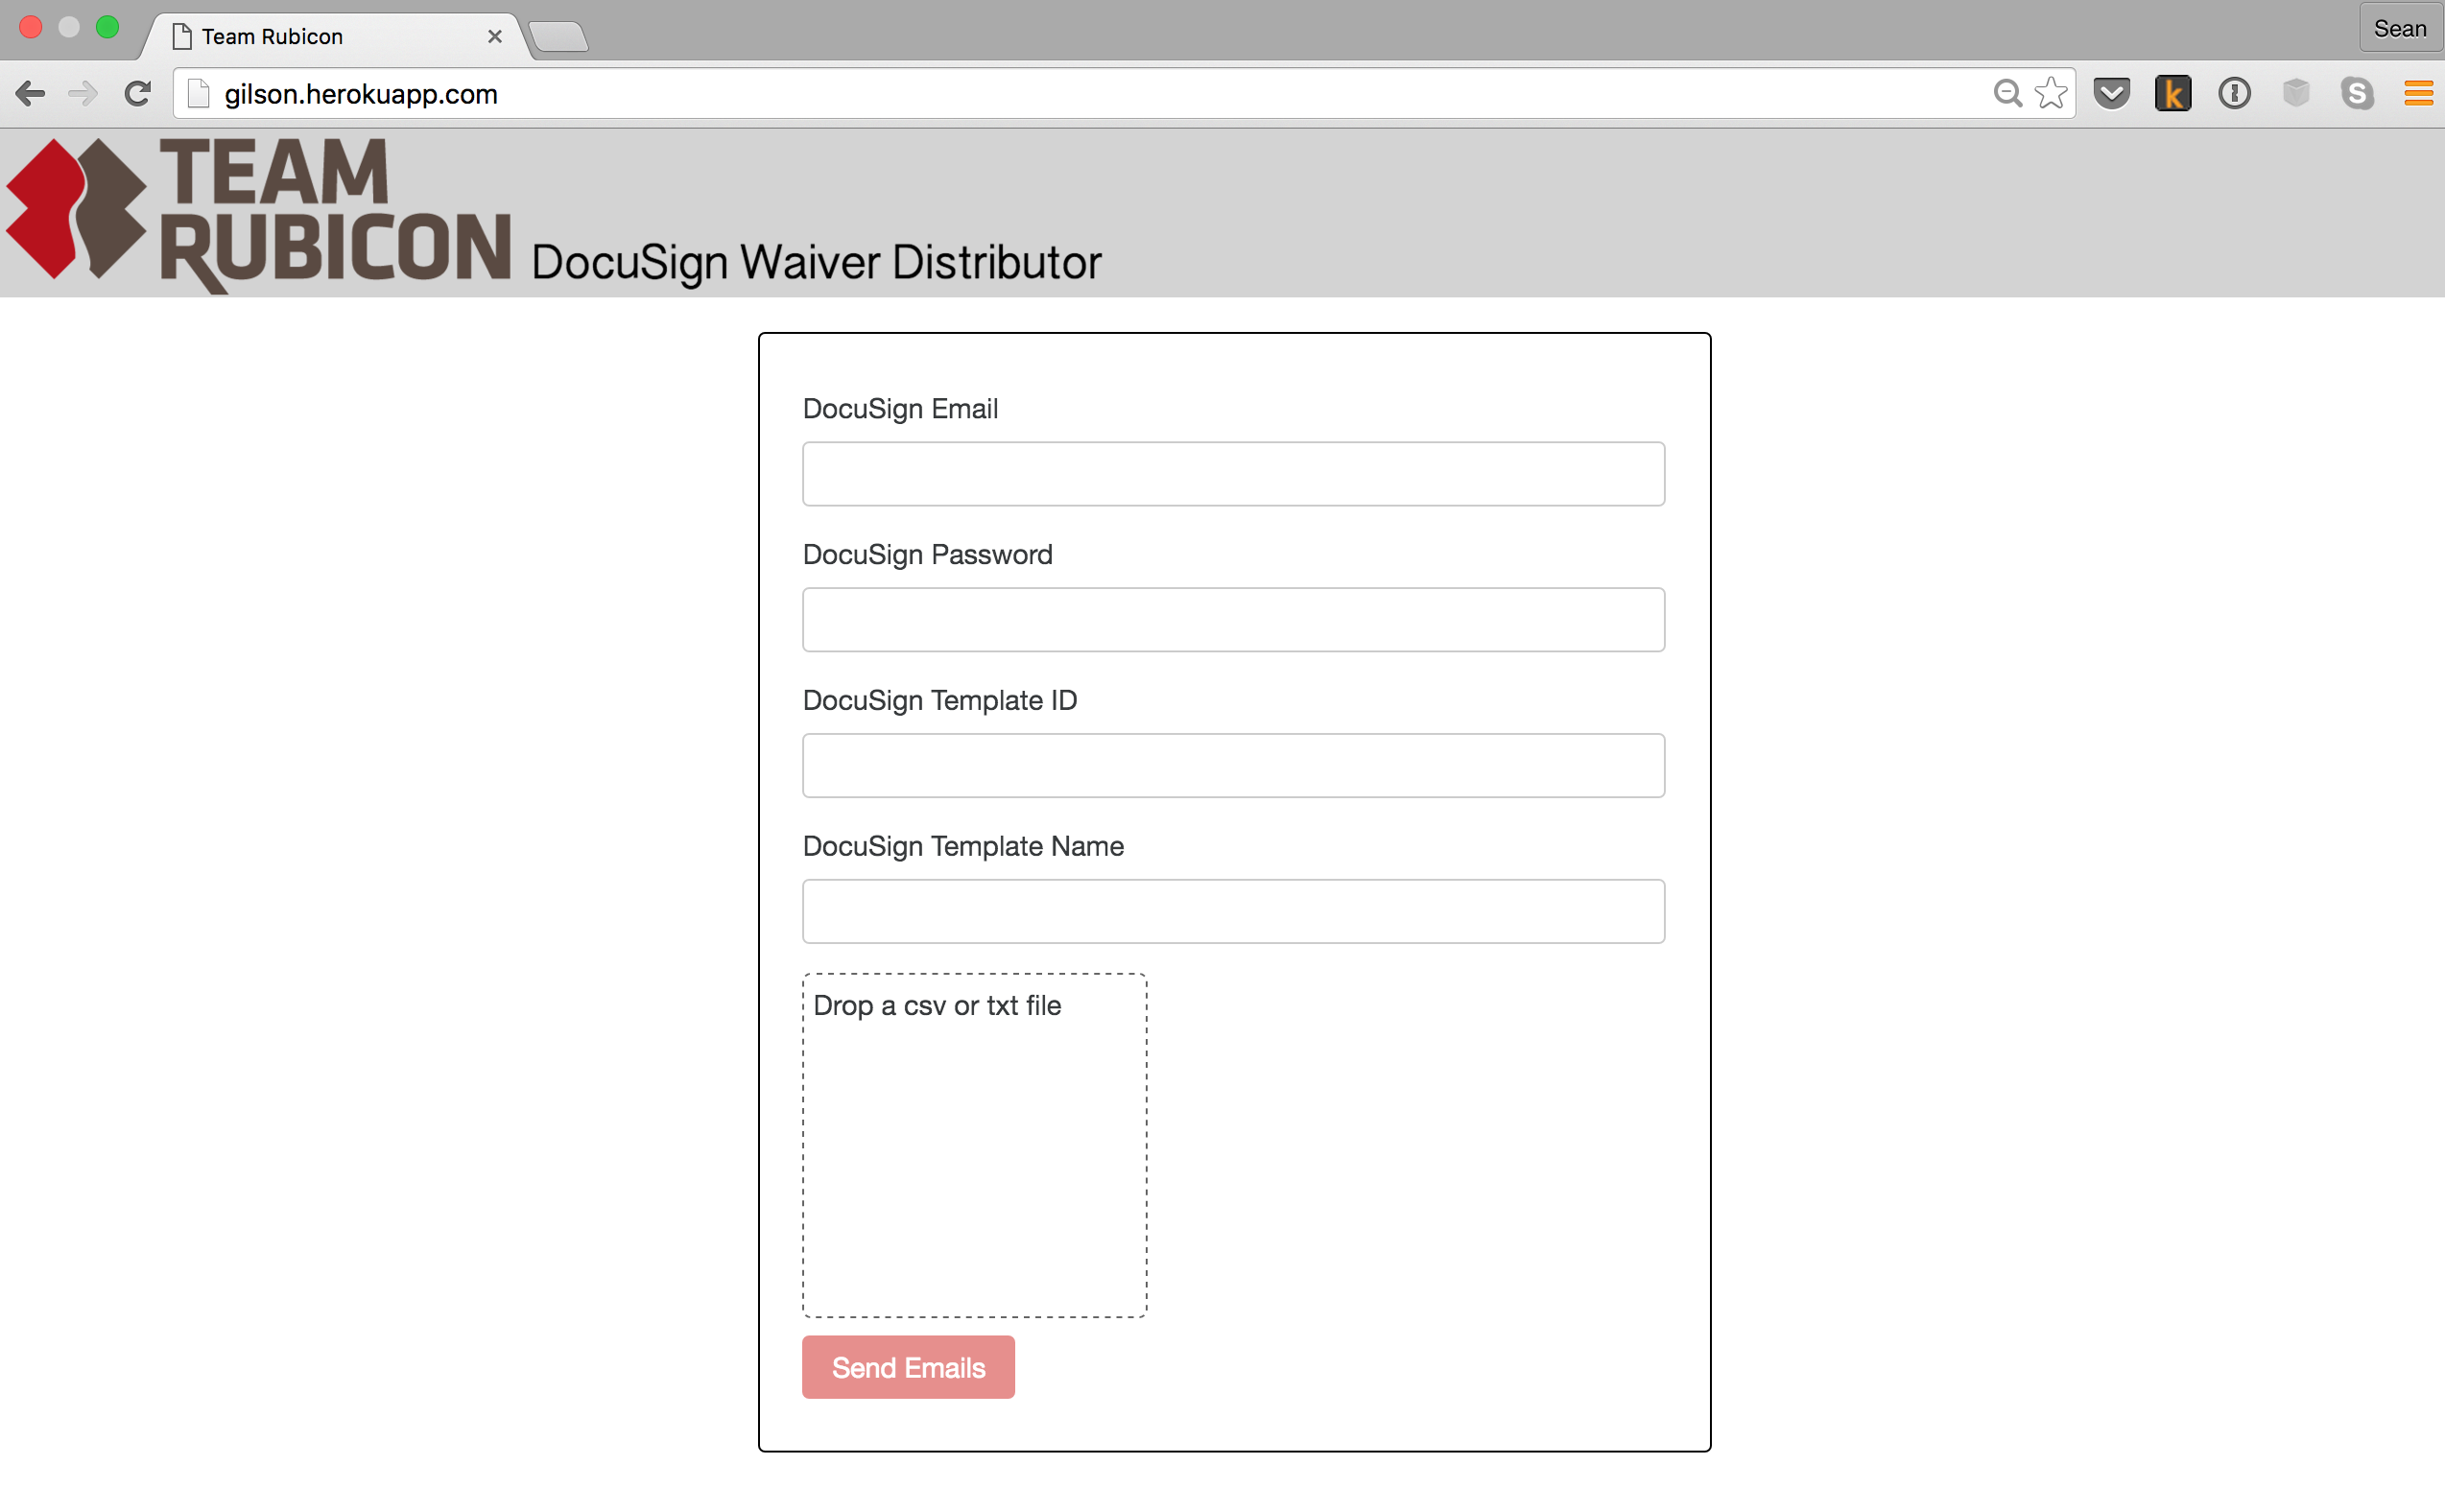 Team Rubicon
Sean
gilson.herokuapp.com
TEAM
RUBICON
DocuSign Waiver Distributor
DocuSign Email
DocuSign Password
DocuSign Template ID
DocuSign Template Name
Drop a csv or txt file
Send Emails